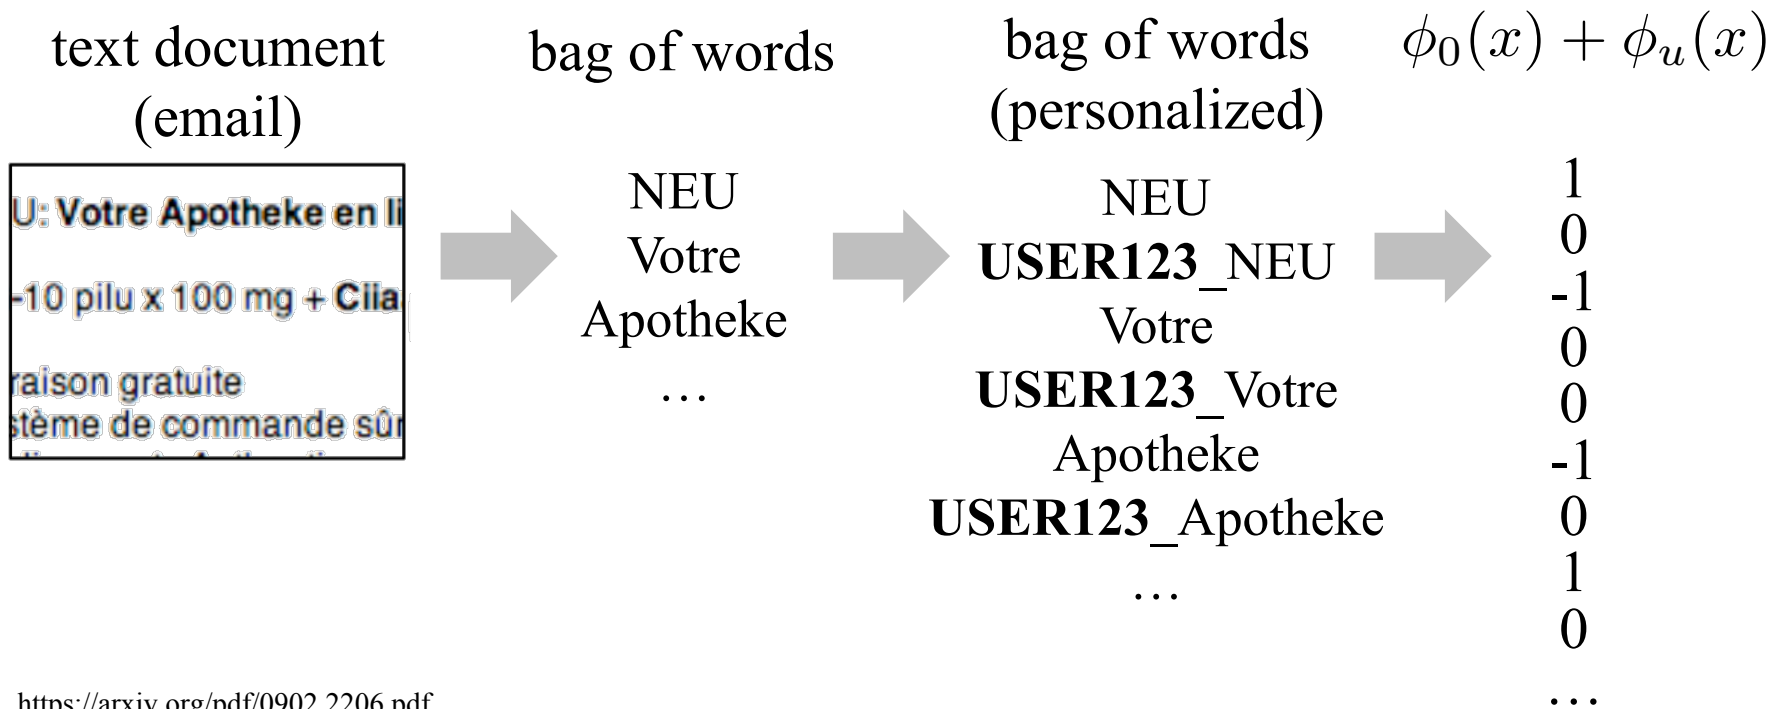 text document
(email)
U: Votre Apotheke en li
-10 pilu x 100 mg + Ciia
raison gratuite
stème de commande sûr
bag of words
NEU
Votre
Apotheke
…
bag of words
(personalized)
NEU
USER123_NEU
Votre
USER123_Votre
Apotheke
USER123_Apotheke
…
ϕ₀(x) + ϕᵤ(x)
1
0
-1
0
0
-1
0
1
0
…
https://arxiv.org/pdf/0902.2206.pdf